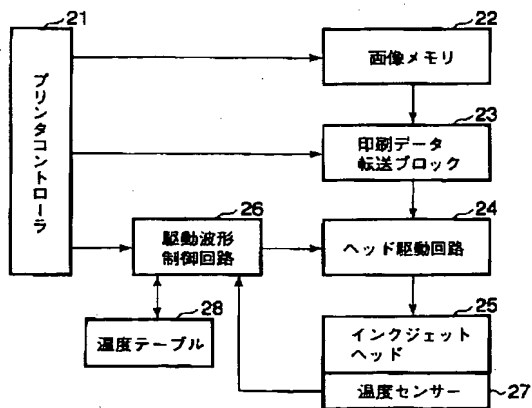 21
プリンタコントローラ
22
画像メモリ
23
印刷データ
転送ブロック
26
駆動波形
制御回路
24
ヘッド駆動回路
28
温度テーブル
25
インクジェット
ヘッド
温度センサー
27